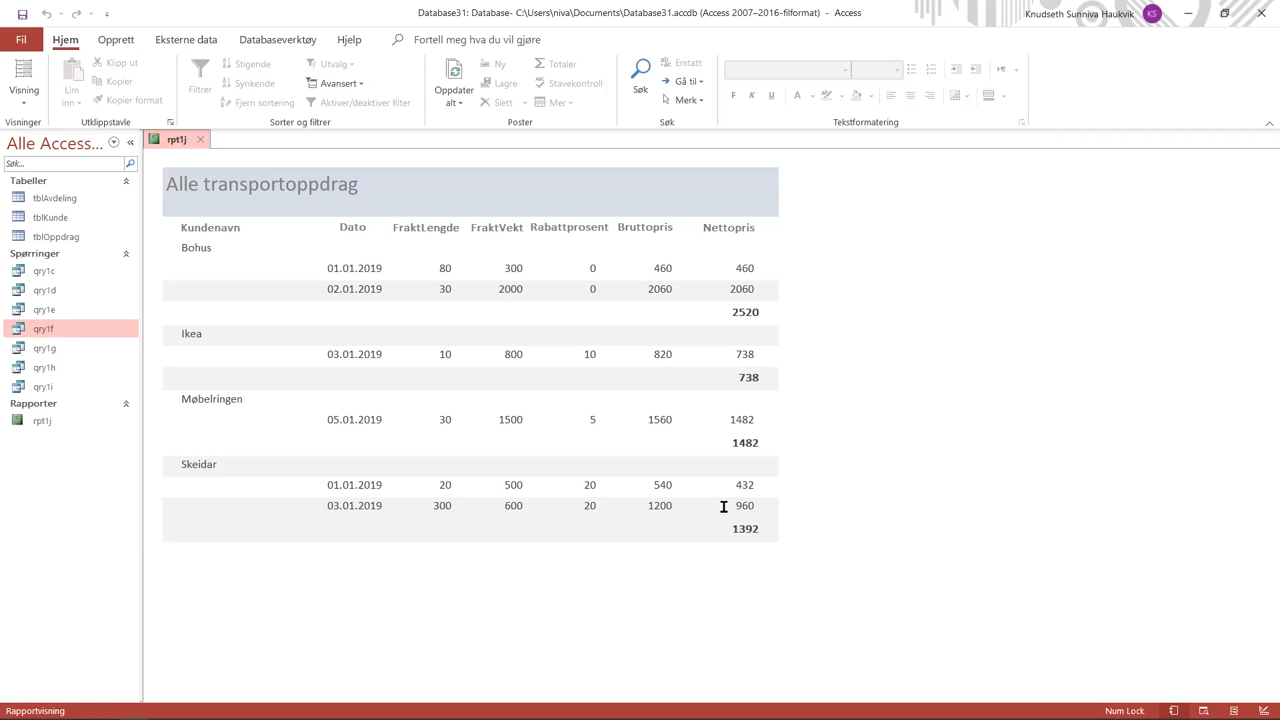 Database31: Database- C:\Users\niva\Documents\Database31.accdb (Access 2007–2016-filformat) - Access
Knudseth Sunniva Haukvik KS
Fil Hjem Opprett Eksterne data Databaseverktøy Hjelp Fortell meg hva du vil gjøre
Visning
Lim inn
Klipp ut
Kopier
Kopier format
Filtrer
Stigende
Synkende
Fjern sortering
Utvalg
Avansert
Aktiver/deaktiver filter
Oppdater alt
Ny
Lagre
Slett
Totaler
Stavekontroll
Mer
Søk
Erstatt
Gå til
Merk
F K U A
Visninger Utklippstavle Sorter og filtrer Poster Søk Tekstformatering
Alle Access... «
Søk...
Tabeller
tblAvdeling
tblKunde
tblOppdrag
Spørringer
qry1c
qry1d
qry1e
qry1f
qry1g
qry1h
qry1i
Rapporter
rpt1j
rpt1j
Alle transportoppdrag
Kundenavn Dato FraktLengde FraktVekt Rabattprosent Bruttopris Nettopris
Bohus
01.01.2019 80 300 0 460 460
02.01.2019 30 2000 0 2060 2060
2520
Ikea
03.01.2019 10 800 10 820 738
738
Møbelringen
05.01.2019 30 1500 5 1560 1482
1482
Skeidar
01.01.2019 20 500 20 540 432
03.01.2019 300 600 20 1200 960
1392
Rapportvisning Num Lock